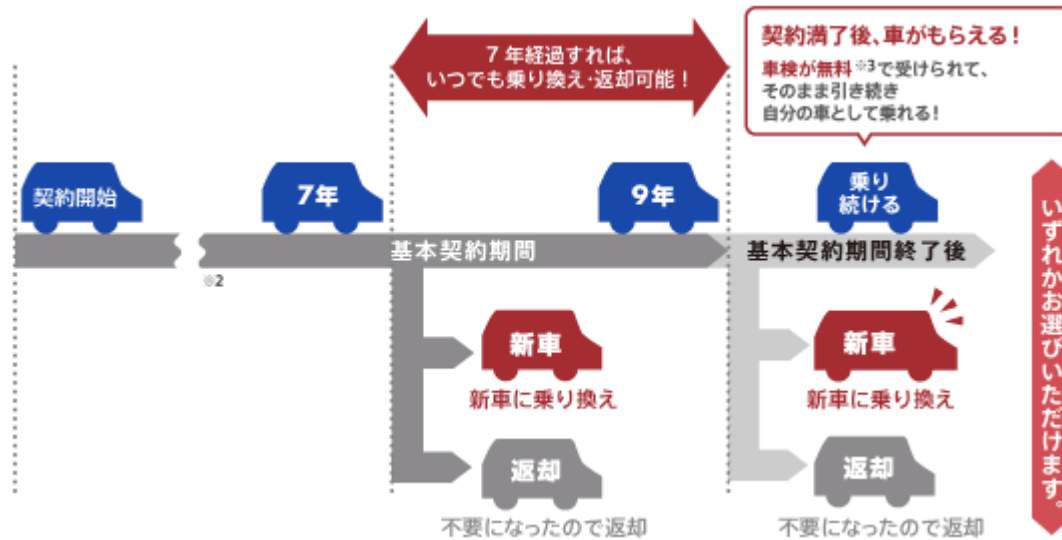 7年経過すれば、
いつでも乗り換え・返却可能！
契約満了後、車がもらえる！
車検が無料※3で受けられて、
そのまま引き続き
自分の車として乗れる！
契約開始
7年
9年
乗り
続ける
基本契約期間
基本契約期間終了後
※2
新車
新車に乗り換え
返却
不要になったので返却
新車
新車に乗り換え
返却
不要になったので返却
いずれかお選びいただけます。